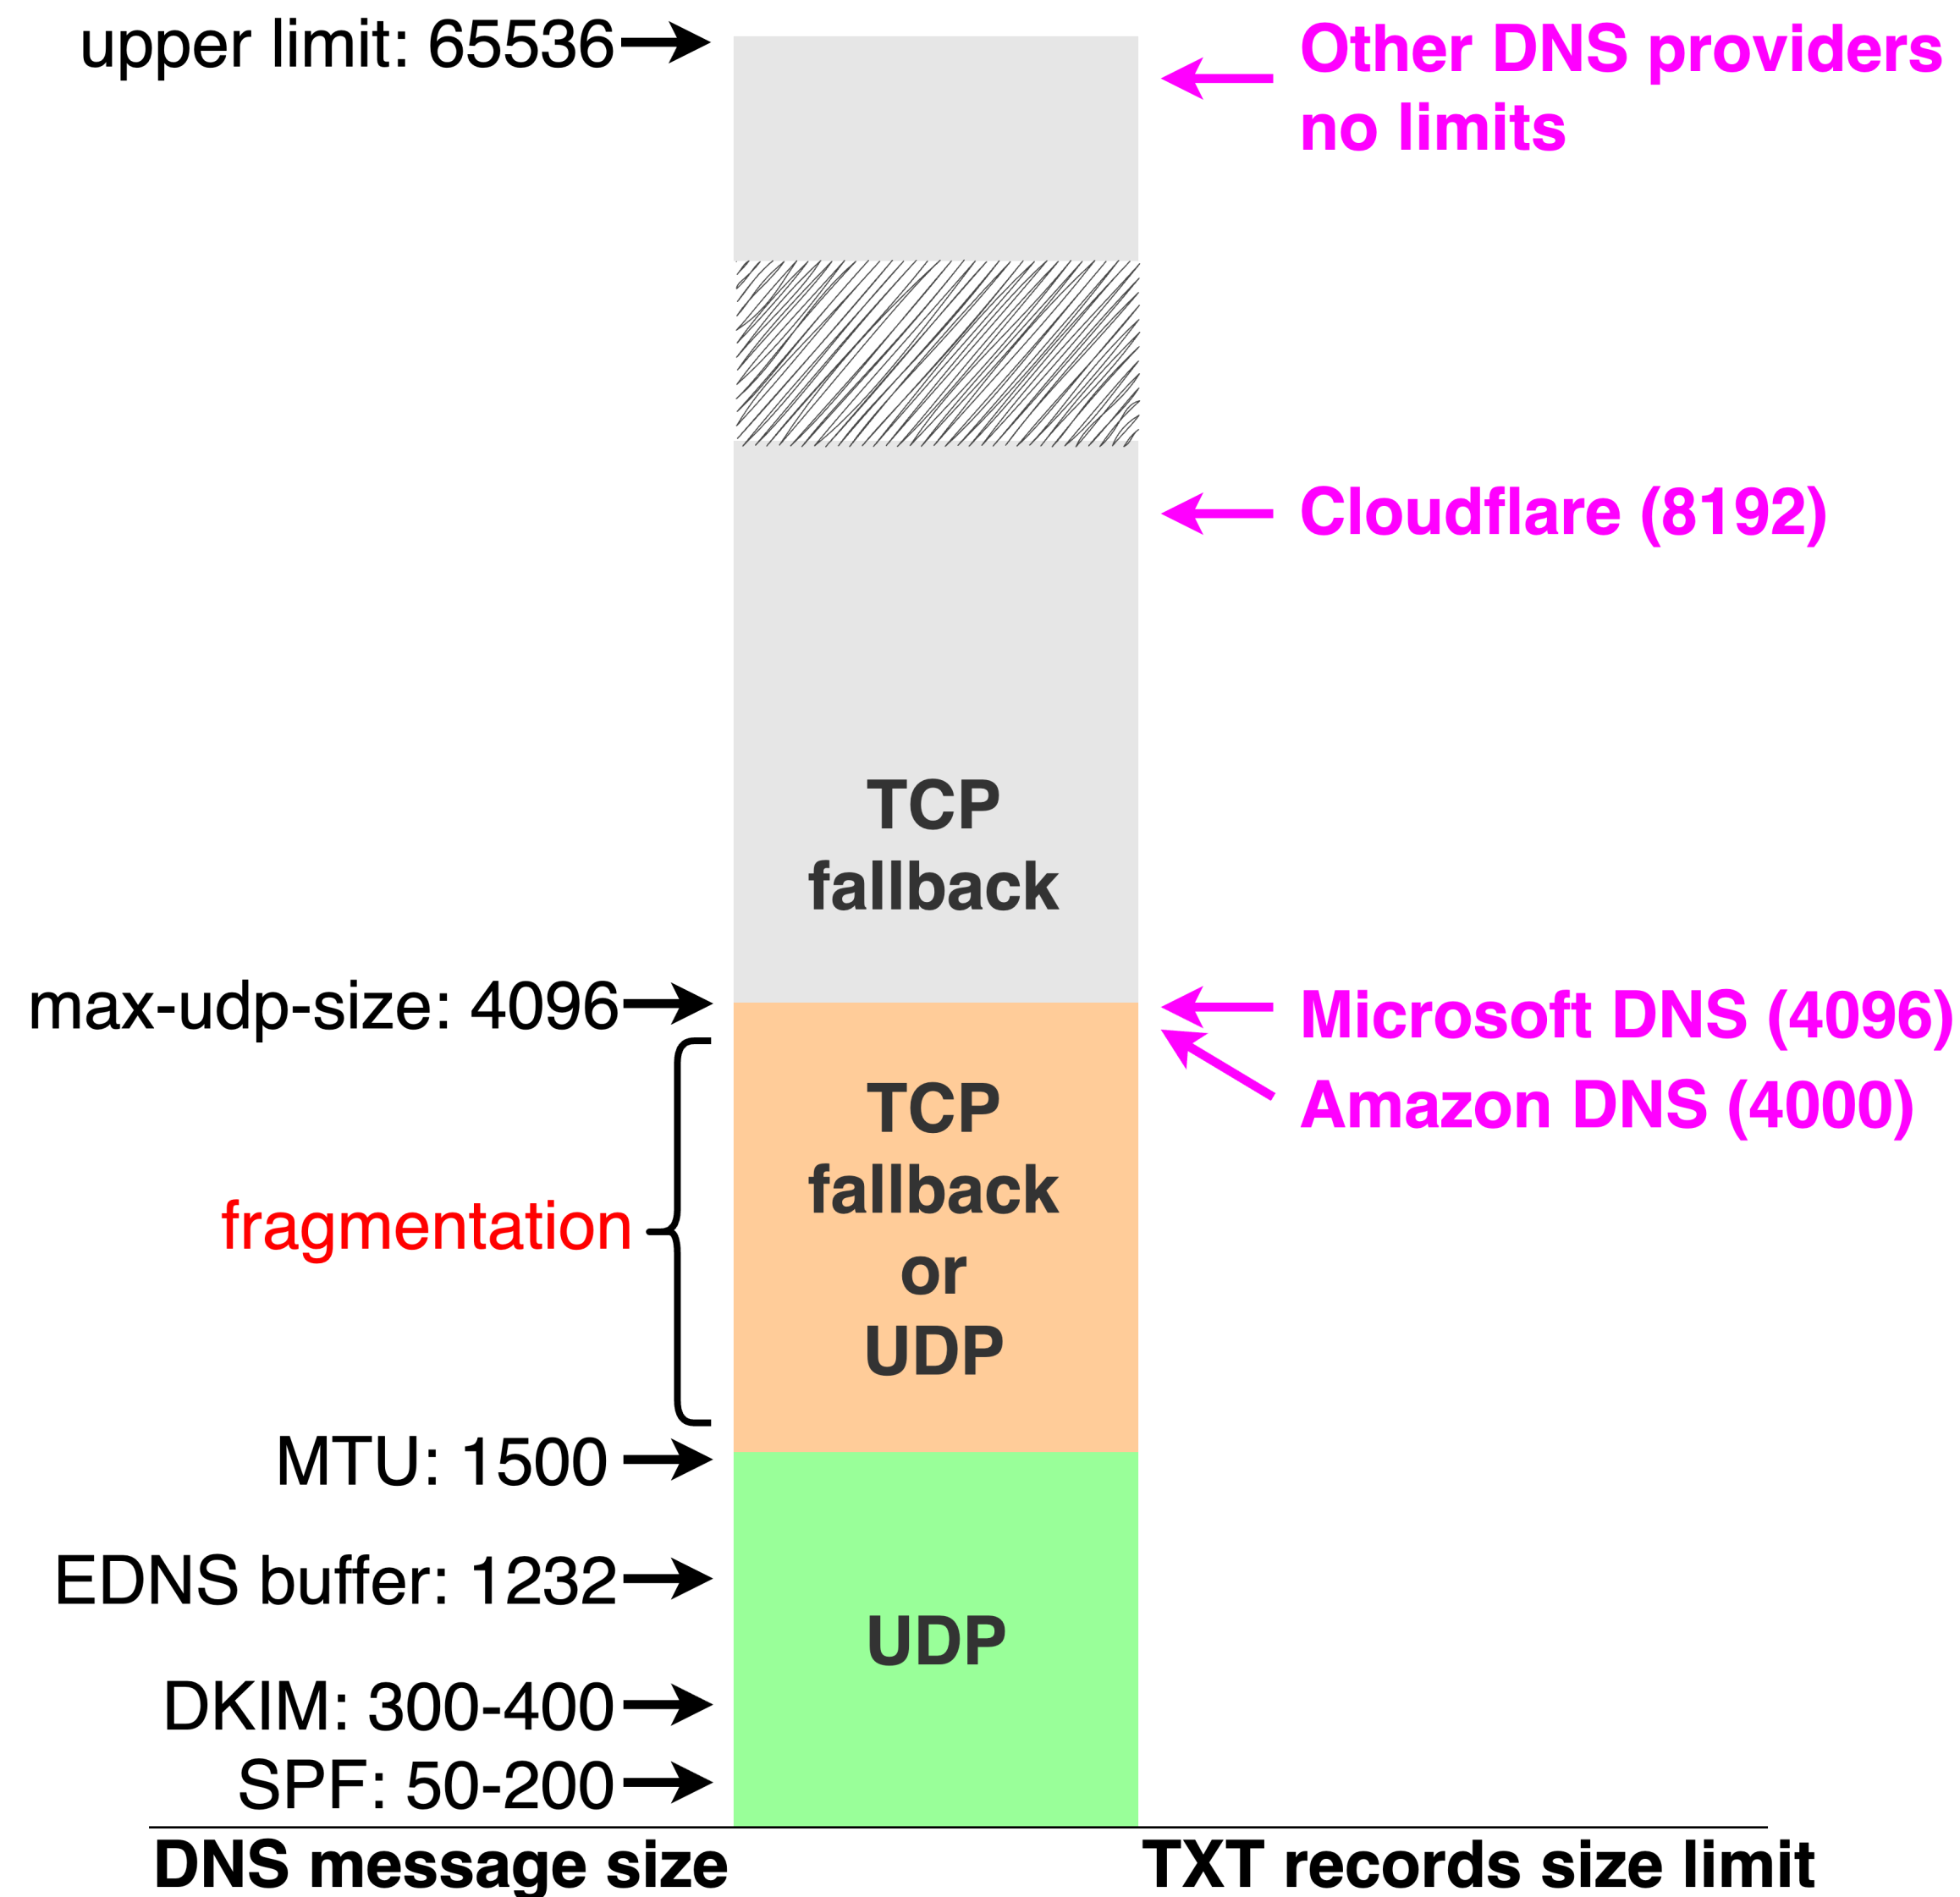 upper limit: 65536
Other DNS providers
no limits
Cloudflare (8192)
TCP
fallback
max-udp-size: 4096
Microsoft DNS (4096)
Amazon DNS (4000)
TCP
fallback
or
UDP
fragmentation
MTU: 1500
EDNS buffer: 1232
UDP
DKIM: 300-400
SPF: 50-200
DNS message size
TXT records size limit